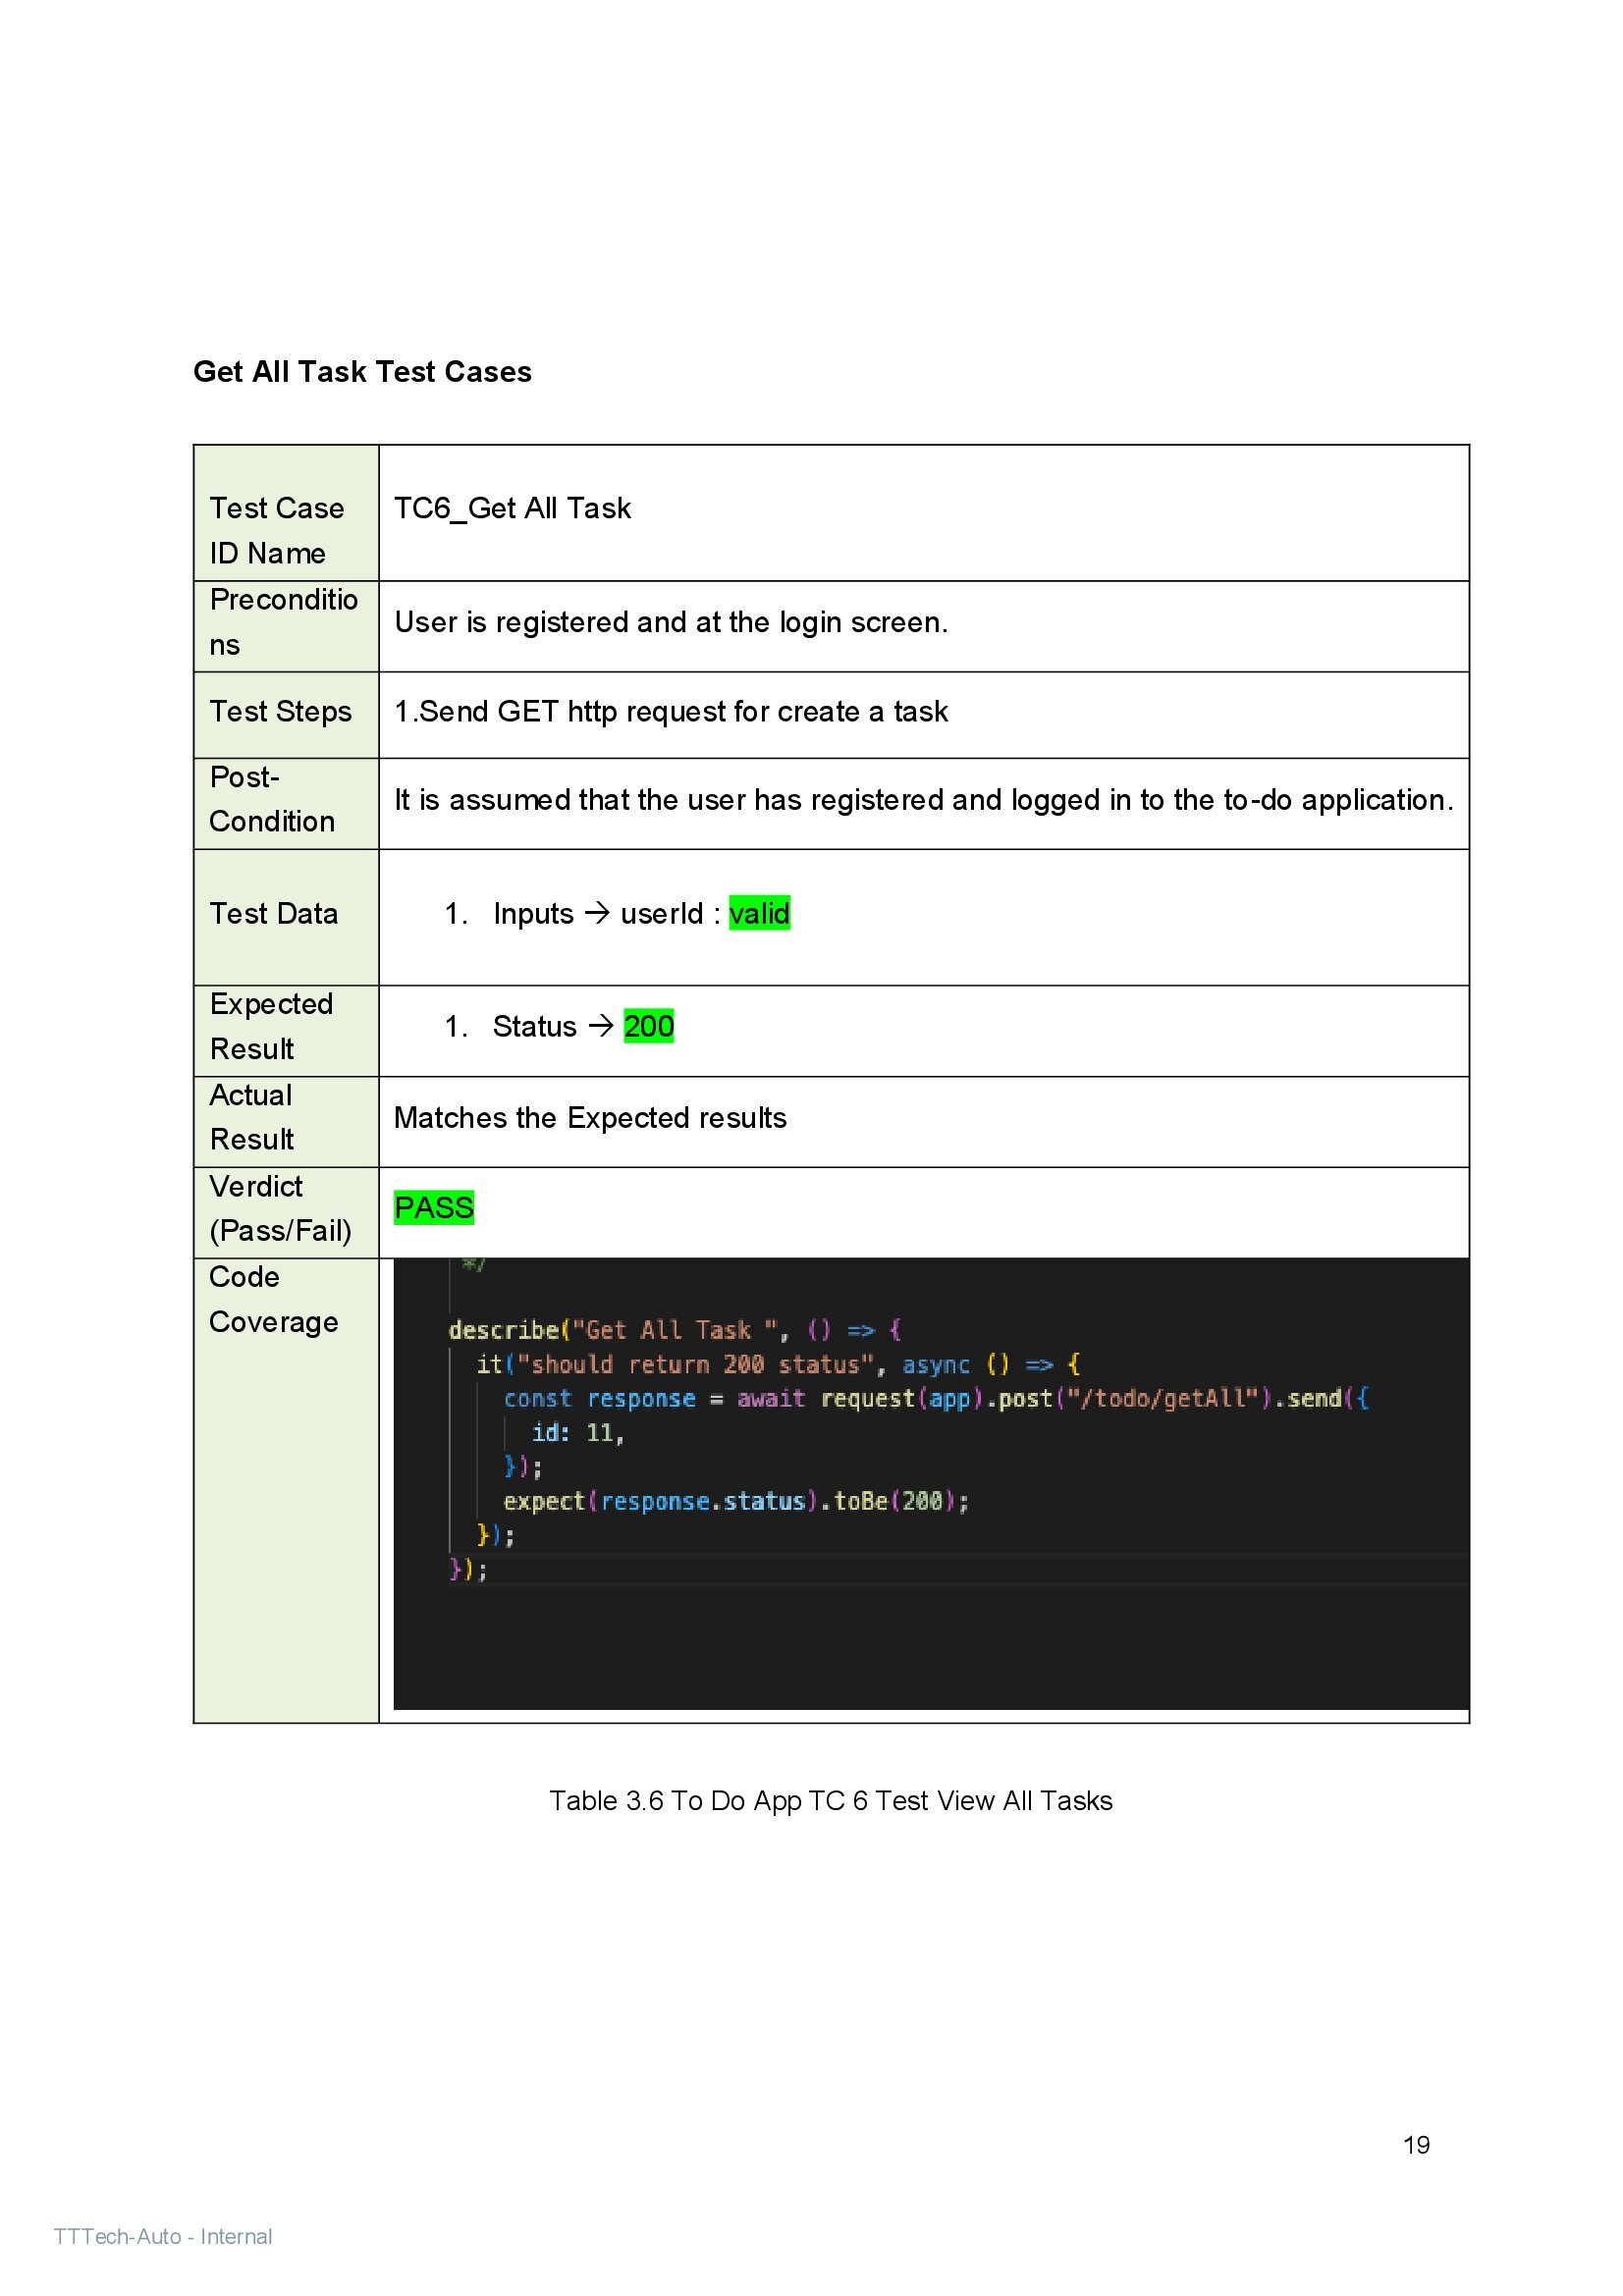 Get All Task Test Cases
Test Case
ID Name
TC6_Get All Task
Preconditio
ns
User is registered and at the login screen.
Test Steps
1.Send GET http request for create a task
Post-
Condition
It is assumed that the user has registered and logged in to the to-do application.
Test Data
1. Inputs → userId : valid
Expected
Result
1. Status → 200
Actual
Result
Matches the Expected results
Verdict
(Pass/Fail)
PASS
Code
Coverage
*/
describe("Get All Task ", () => {
it("should return 200 status", async () => {
const response = await request(app).post("/todo/getAll").send({
id: 11,
});
expect(response.status).toBe(200);
});
});
Table 3.6 To Do App TC 6 Test View All Tasks
19
TTTech-Auto - Internal